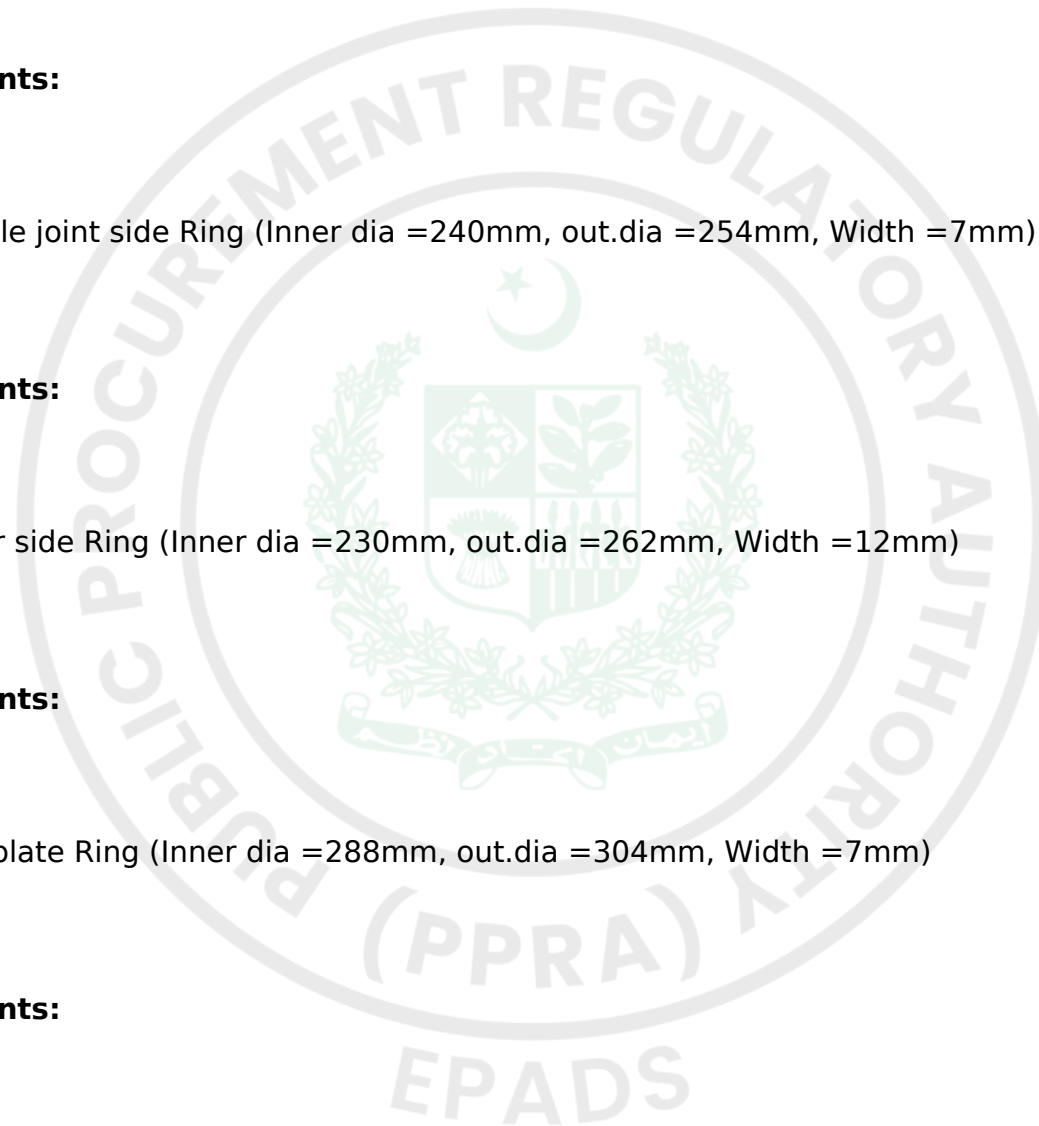 nts:
le joint side Ring (Inner dia =240mm, out.dia =254mm, Width =7mm)
nts:
r side Ring (Inner dia =230mm, out.dia =262mm, Width =12mm)
nts:
plate Ring (Inner dia =288mm, out.dia =304mm, Width =7mm)
nts:
PUBLIC PROCUREMENT REGULATORY AUTHORITY
(PPRA)
EPADS